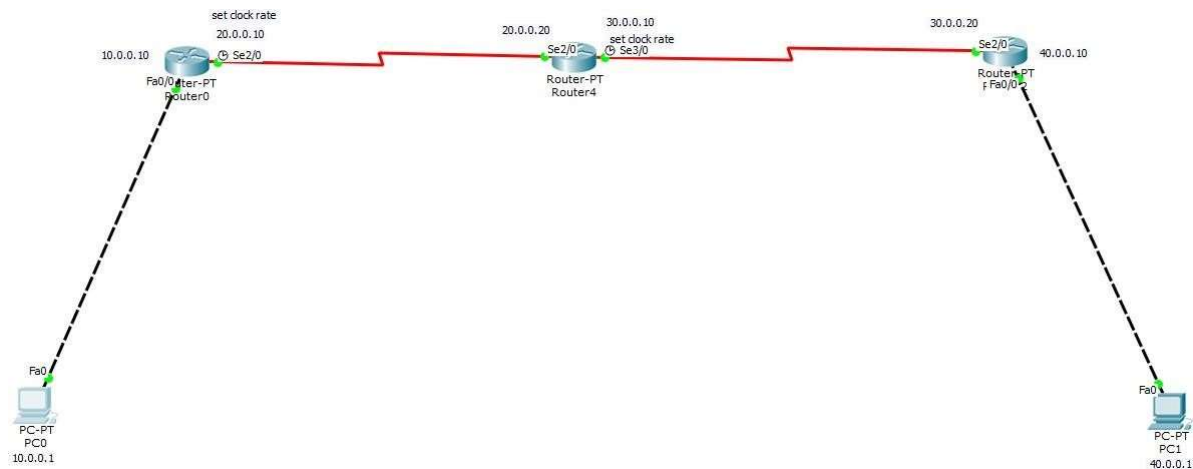 set clock rate
20.0.0.10
10.0.0.10
Se2/0
Fa0/0
Router0
20.0.0.20
30.0.0.10
set clock rate
Se2/0
Se3/0
Router-PT
Router4
30.0.0.20
Se2/0
40.0.0.10
Fa0/0
Fa0
PC-PT
PC0
10.0.0.1
Fa0
PC-PT
PC1
40.0.0.1